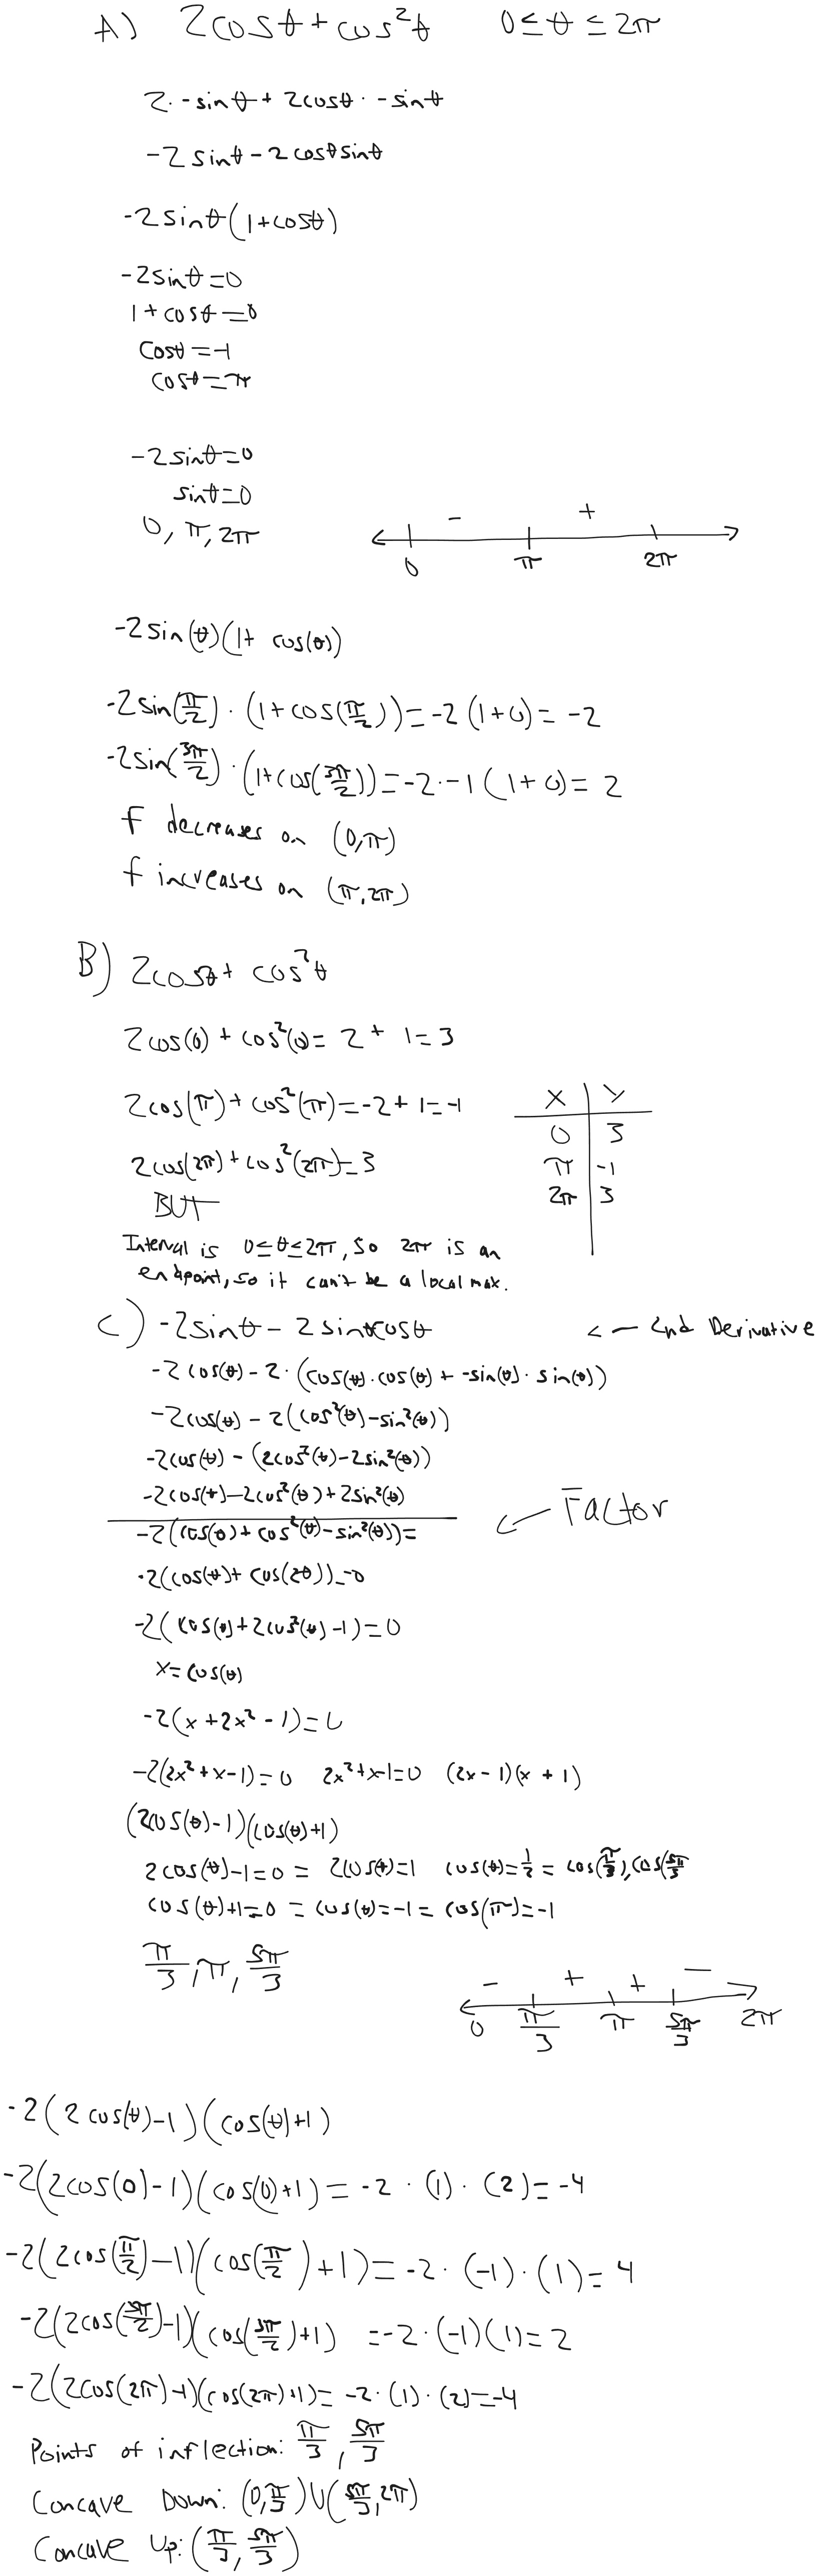 A) 2cosθ + cos²θ 0 ≤ θ ≤ 2π
2 · -sinθ + 2cosθ · -sinθ
-2sinθ - 2cosθsinθ
-2sinθ(1+cosθ)
-2sinθ=0
1+cosθ=0
cosθ=-1
cosθ=π
-2sinθ=0
sinθ=0
0, π, 2π
- +
0 π 2π
-2sin(θ)(1+ cos(θ))
-2sin(π/2) · (1+cos(π/2))=-2(1+0)= -2
-2sin(3π/2) · (1+cos(3π/2))=-2·-1(1+0)= 2
f decreases on (0,π)
f increases on (π,2π)
B) 2cosθ+ cos²θ
2cos(0) + cos²(0)= 2 + 1=3
2cos(π)+cos²(π)=-2+1=-1
2cos(2π)+cos²(2π)=3
x y
0 3
π -1
2π 3
BUT
Interval is 0≤θ≤2π, so 2π is an
endpoint, so it can't be a local max.
C) -2sinθ - 2sinθcosθ ← 2nd Derivative
-2cos(θ)-2·(cos(θ)·cos(θ)+ -sin(θ)·sin(θ))
-2cos(θ) - 2(cos²(θ)-sin²(θ))
-2cos(θ) - (2cos²(θ)-2sin²(θ))
-2cos(θ)-2cos²(θ)+2sin²(θ)
-2(cos(θ)+cos²(θ)-sin²(θ))= ← Factor
-2(cos(θ)+ cos(2θ))=0
-2(cos(θ)+2cos²(θ)-1)=0
x=cos(θ)
-2(x+2x²-1)=0
-2(2x²+x-1)=0 2x²+x-1=0 (2x-1)(x+1)
(2cos(θ)-1)(cos(θ)+1)
2cos(θ)-1=0 = 2cos(θ)=1 cos(θ)=1/2 = cos(π/3),cos(5π/3
cos(θ)+1=0 = cos(θ)=-1= cos(π)=-1
π/3, π, 5π/3
- + + -
0 π/3 π 5π/3 2π
-2(2cos(θ)-1)(cos(θ)+1)
-2(2cos(0)-1)(cos(0)+1)= -2 · (1) · (2)=-4
-2(2cos(π/2)-1)(cos(π/2)+1)=-2·(-1)·(1)=4
-2(2cos(3π/2)-1)(cos(3π/2)+1) =-2·(-1)(1)=2
-2(2cos(2π)-1)(cos(2π)+1)= -2·(1)·(2)=-4
Points of inflection: π/3, 5π/3
Concave Down: (0,π/3)U(5π/3,2π)
Concave Up: (π/3, 5π/3)